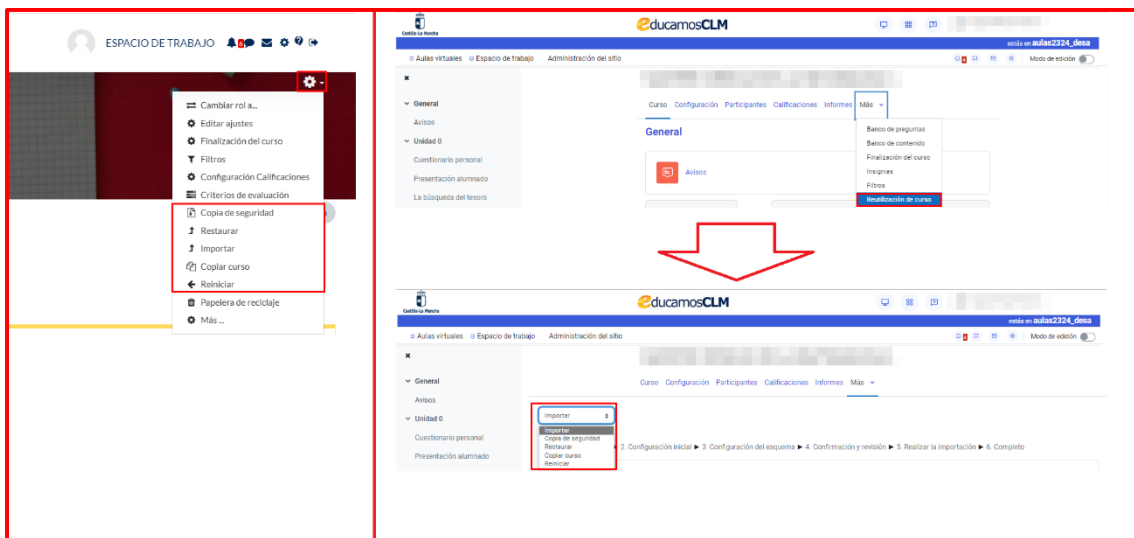 ESPACIO DE TRABAJO
Cambiar rol a...
Editar ajustes
Finalización del curso
Filtros
Configuración Calificaciones
Criterios de evaluación
Copia de seguridad
Restaurar
Importar
Copiar curso
Reiniciar
Papelera de reciclaje
Más ...
Castilla-La Mancha
educamosCLM
estás en aulas2324_desa
Aulas virtuales Espacio de trabajo Administración del sitio
Modo de edición
General
Avisos
Unidad 0
Cuestionario personal
Presentación alumnado
La búsqueda del tesoro
Curso Configuración Participantes Calificaciones Informes Más
General
Avisos
Banco de preguntas
Banco de contenido
Finalización del curso
Insignias
Filtros
Reutilización de curso
Castilla-La Mancha
educamosCLM
estás en aulas2324_desa
Aulas virtuales Espacio de trabajo Administración del sitio
Modo de edición
General
Avisos
Unidad 0
Cuestionario personal
Presentación alumnado
Curso Configuración Participantes Calificaciones Informes Más
Importar
Importar
Copia de seguridad
Restaurar
Copiar curso
Reiniciar
2. Configuración inicial ► 3. Configuración del esquema ► 4. Confirmación y revisión ► 5. Realizar la importación ► 6. Completo